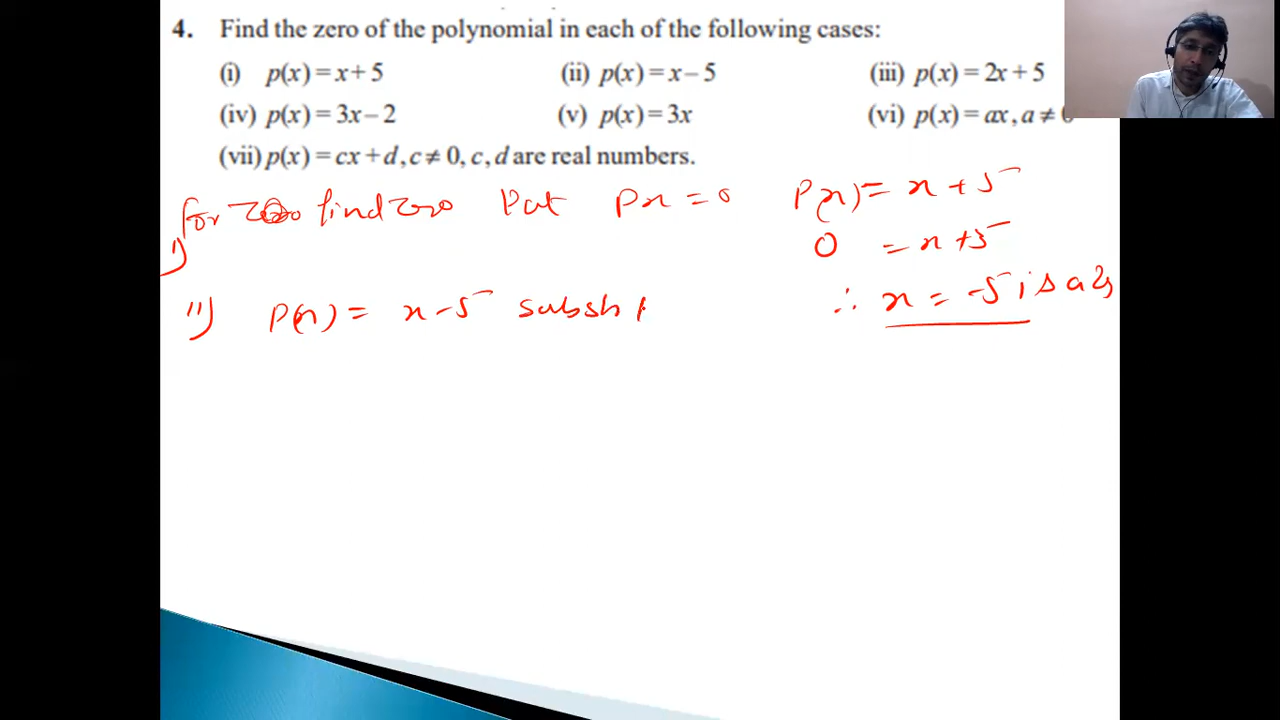 4. Find the zero of the polynomial in each of the following cases:
(i) p(x) = x + 5 (ii) p(x) = x – 5 (iii) p(x) = 2x + 5
(iv) p(x) = 3x – 2 (v) p(x) = 3x (vi) p(x) = ax, a ≠ 0
(vii) p(x) = cx + d, c ≠ 0, c, d are real numbers.
for find zero Put Px = 0 P(x) = x + 5
i) 0 = x + 5
∴ x = -5 is a
ii) P(x) = x - 5